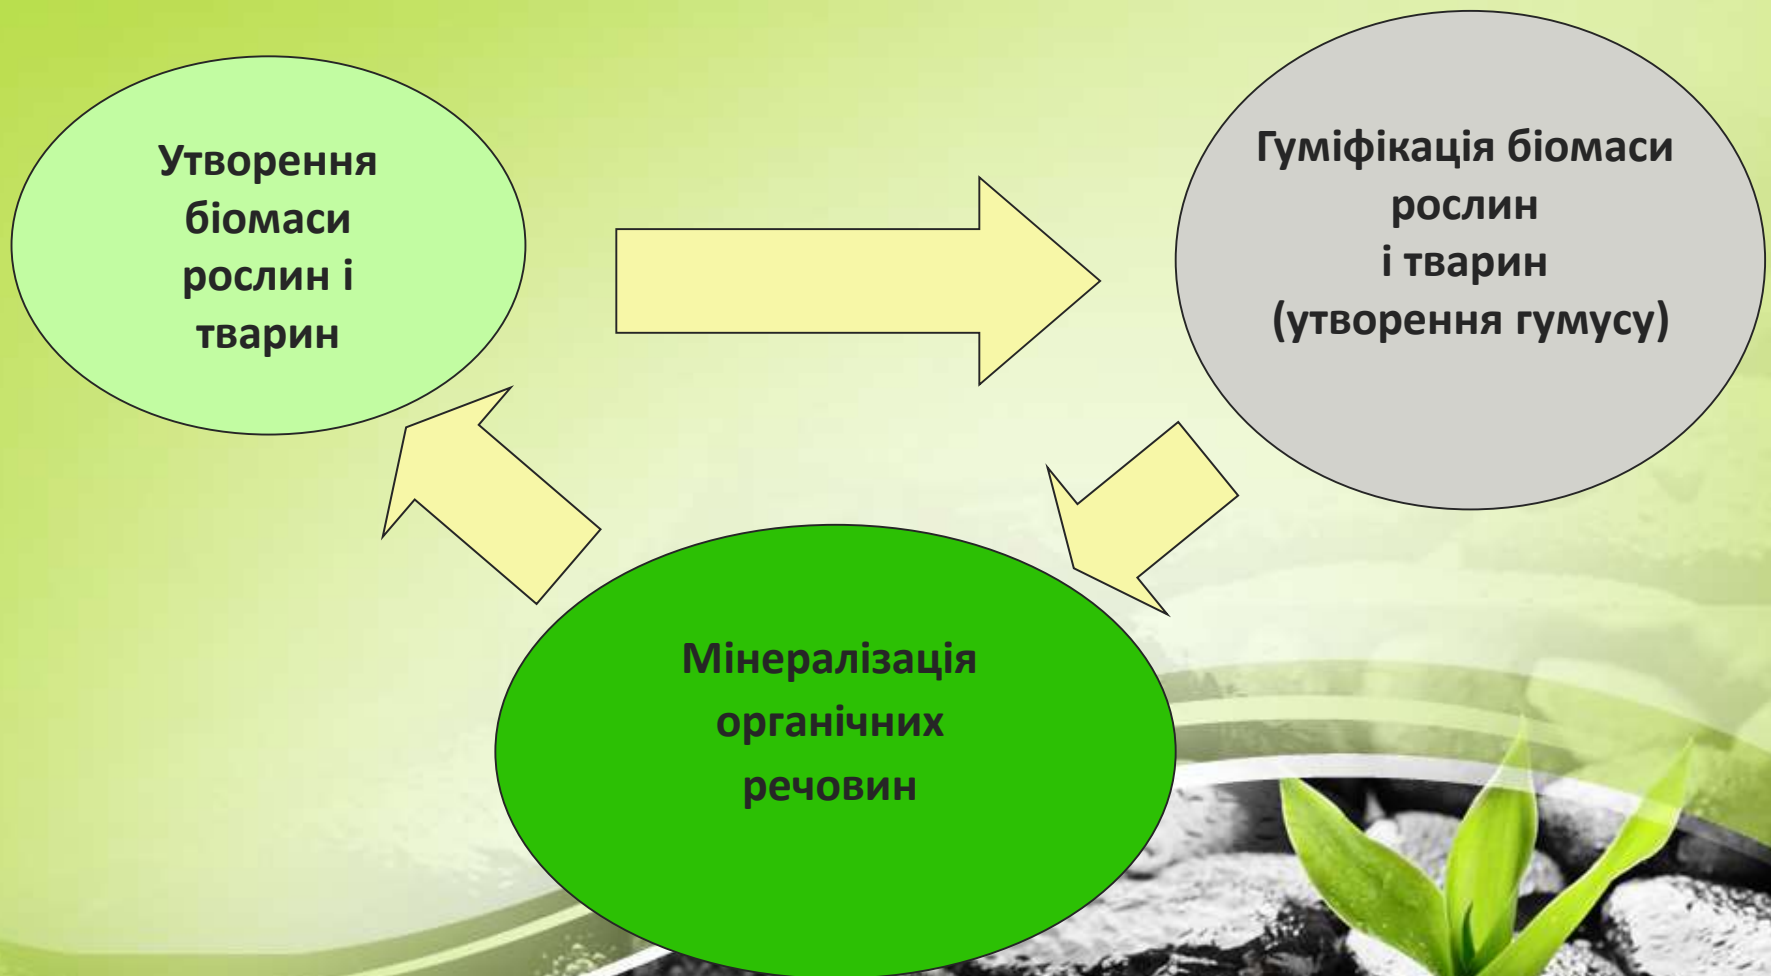 Утворення
біомаси
рослин і
тварин
Гуміфікація біомаси
рослин
і тварин
(утворення гумусу)
Мінералізація
органічних
речовин